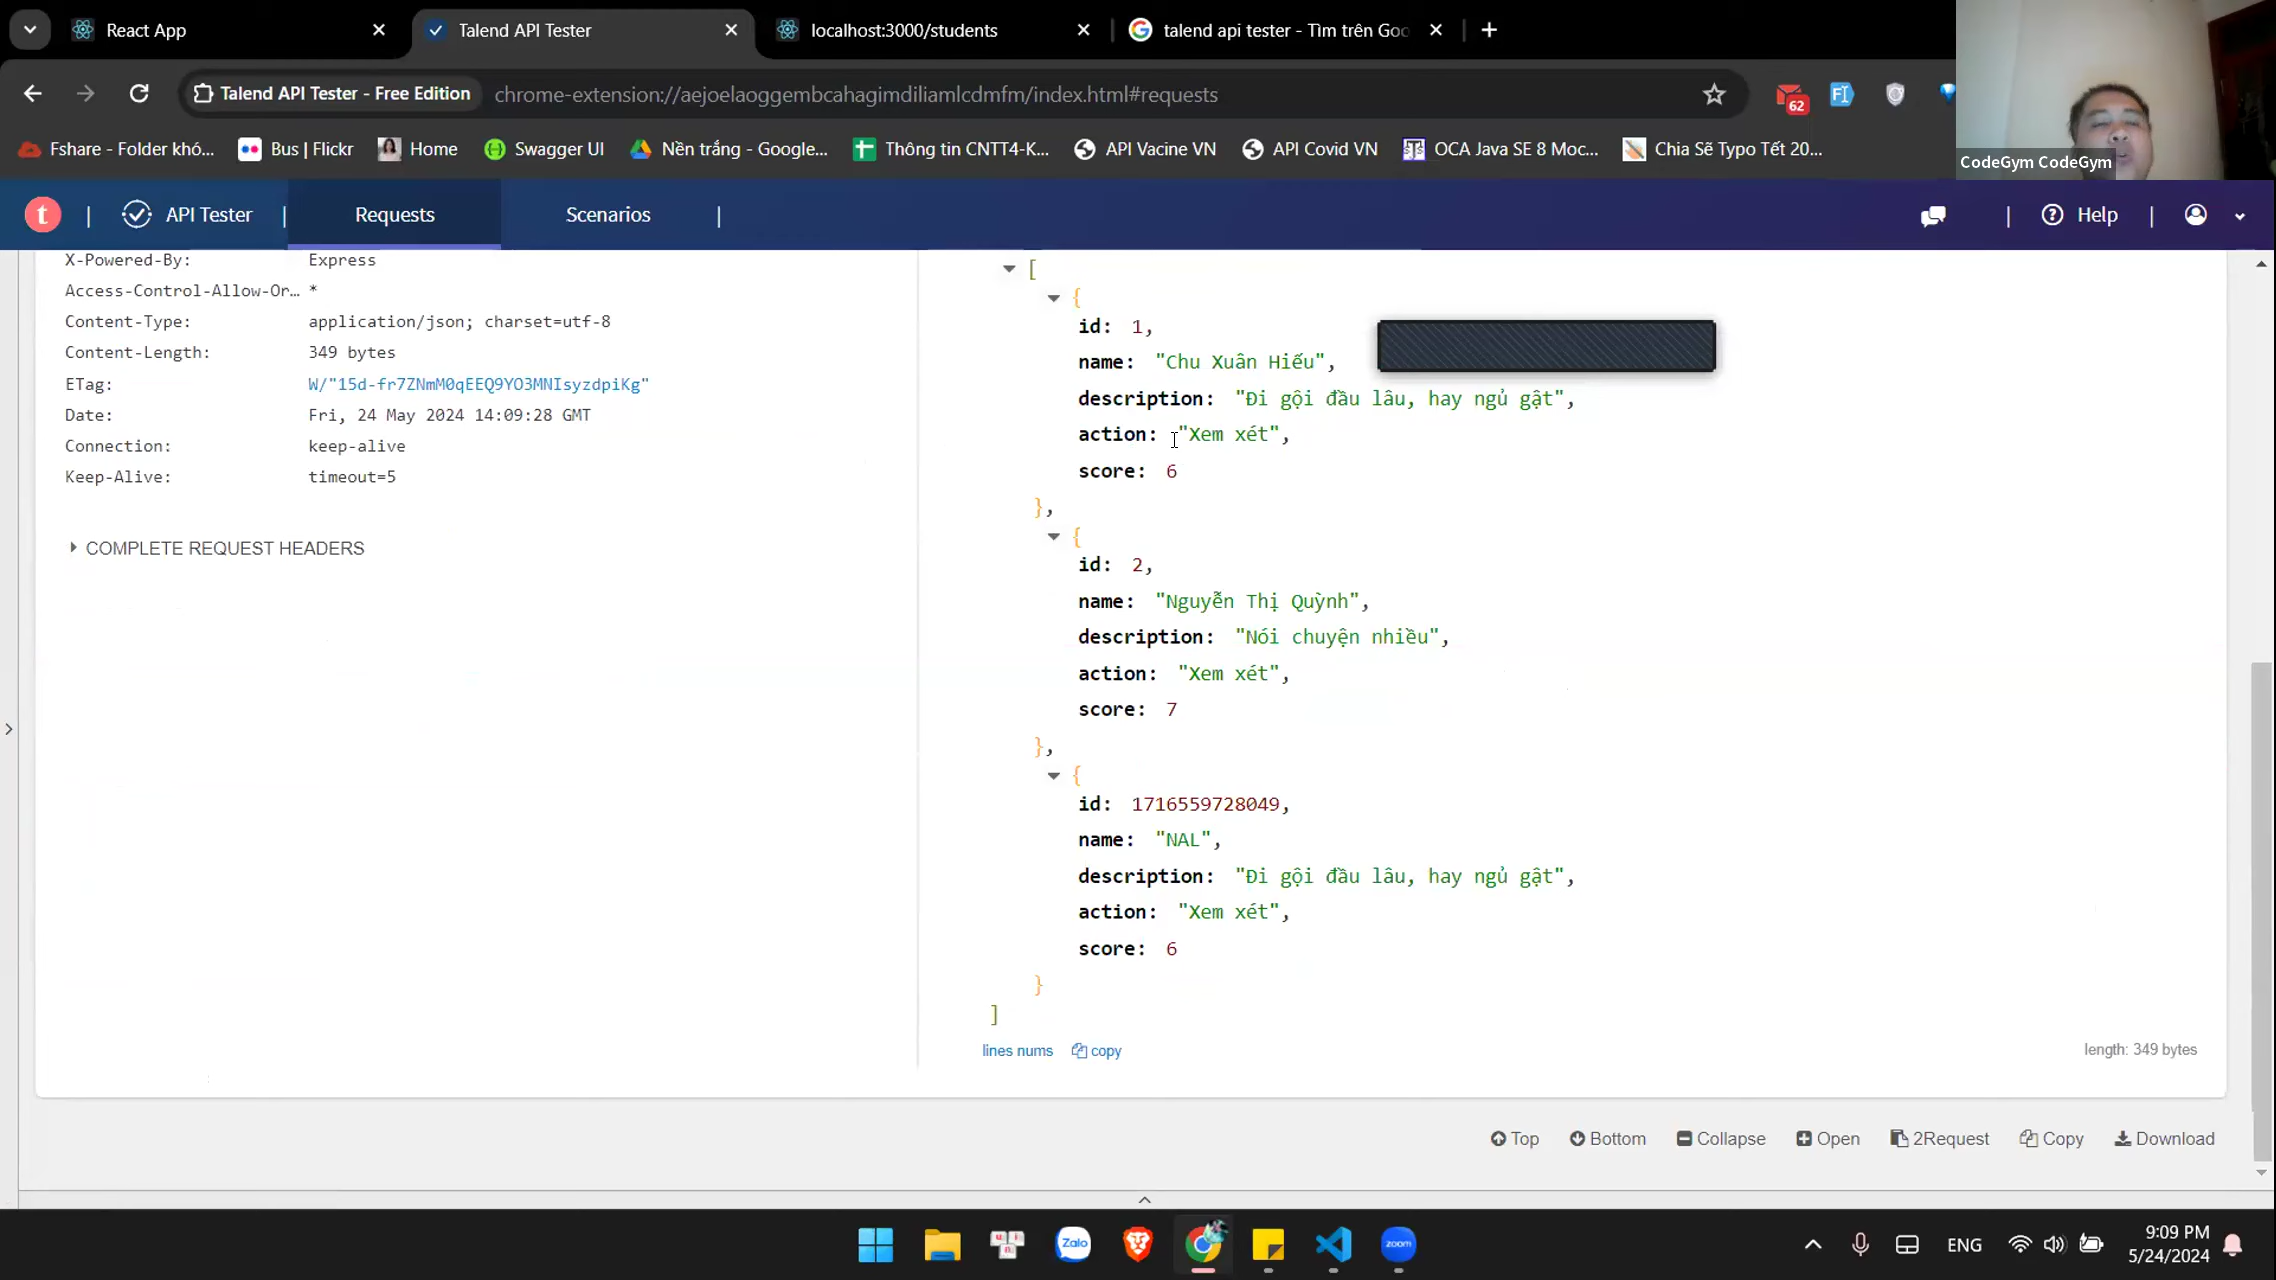 React App
Talend API Tester
localhost:3000/students
talend api tester - Tìm trên Goo
Talend API Tester - Free Edition
chrome-extension://aejoelaoggembcahagimdiliamlcdmfm/index.html#requests
62
Fshare - Folder khó...
Bus | Flickr
Home
Swagger UI
Nền trắng - Google...
Thông tin CNTT4-K...
API Vacine VN
API Covid VN
OCA Java SE 8 Moc...
Chia Sẽ Typo Tết 20...
CodeGym CodeGym
t
API Tester
Requests
Scenarios
Help
X-Powered-By: Express
Access-Control-Allow-Or... *
Content-Type: application/json; charset=utf-8
Content-Length: 349 bytes
ETag: W/"15d-fr7ZNmM0qEEQ9YO3MNIsyzdpiKg"
Date: Fri, 24 May 2024 14:09:28 GMT
Connection: keep-alive
Keep-Alive: timeout=5
COMPLETE REQUEST HEADERS
[
{
id: 1,
name: "Chu Xuân Hiếu",
description: "Đi gội đầu lâu, hay ngủ gật",
action: "Xem xét",
score: 6
},
{
id: 2,
name: "Nguyễn Thị Quỳnh",
description: "Nói chuyện nhiều",
action: "Xem xét",
score: 7
},
{
id: 1716559728049,
name: "NAL",
description: "Đi gội đầu lâu, hay ngủ gật",
action: "Xem xét",
score: 6
}
]
lines nums
copy
length: 349 bytes
Top
Bottom
Collapse
Open
2Request
Copy
Download
Zalo
zoom
ENG
9:09 PM
5/24/2024